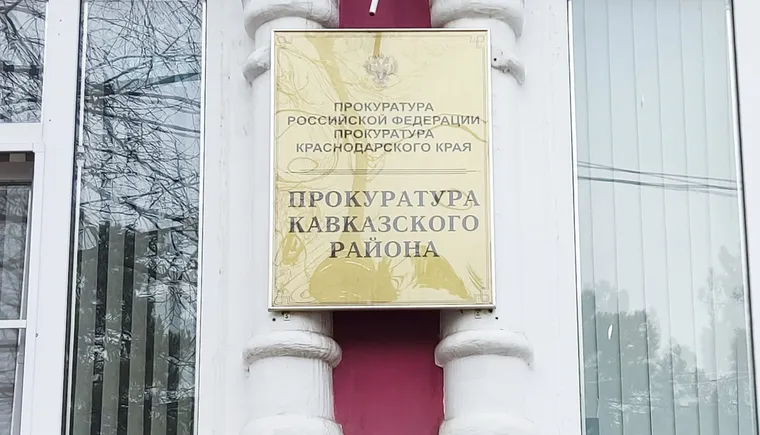 ПРОКУРАТУРА
РОССИЙСКОЙ ФЕДЕРАЦИИ
ПРОКУРАТУРА
КРАСНОДАРСКОГО КРАЯ
ПРОКУРАТУРА
КАВКАЗСКОГО
РАЙОНА